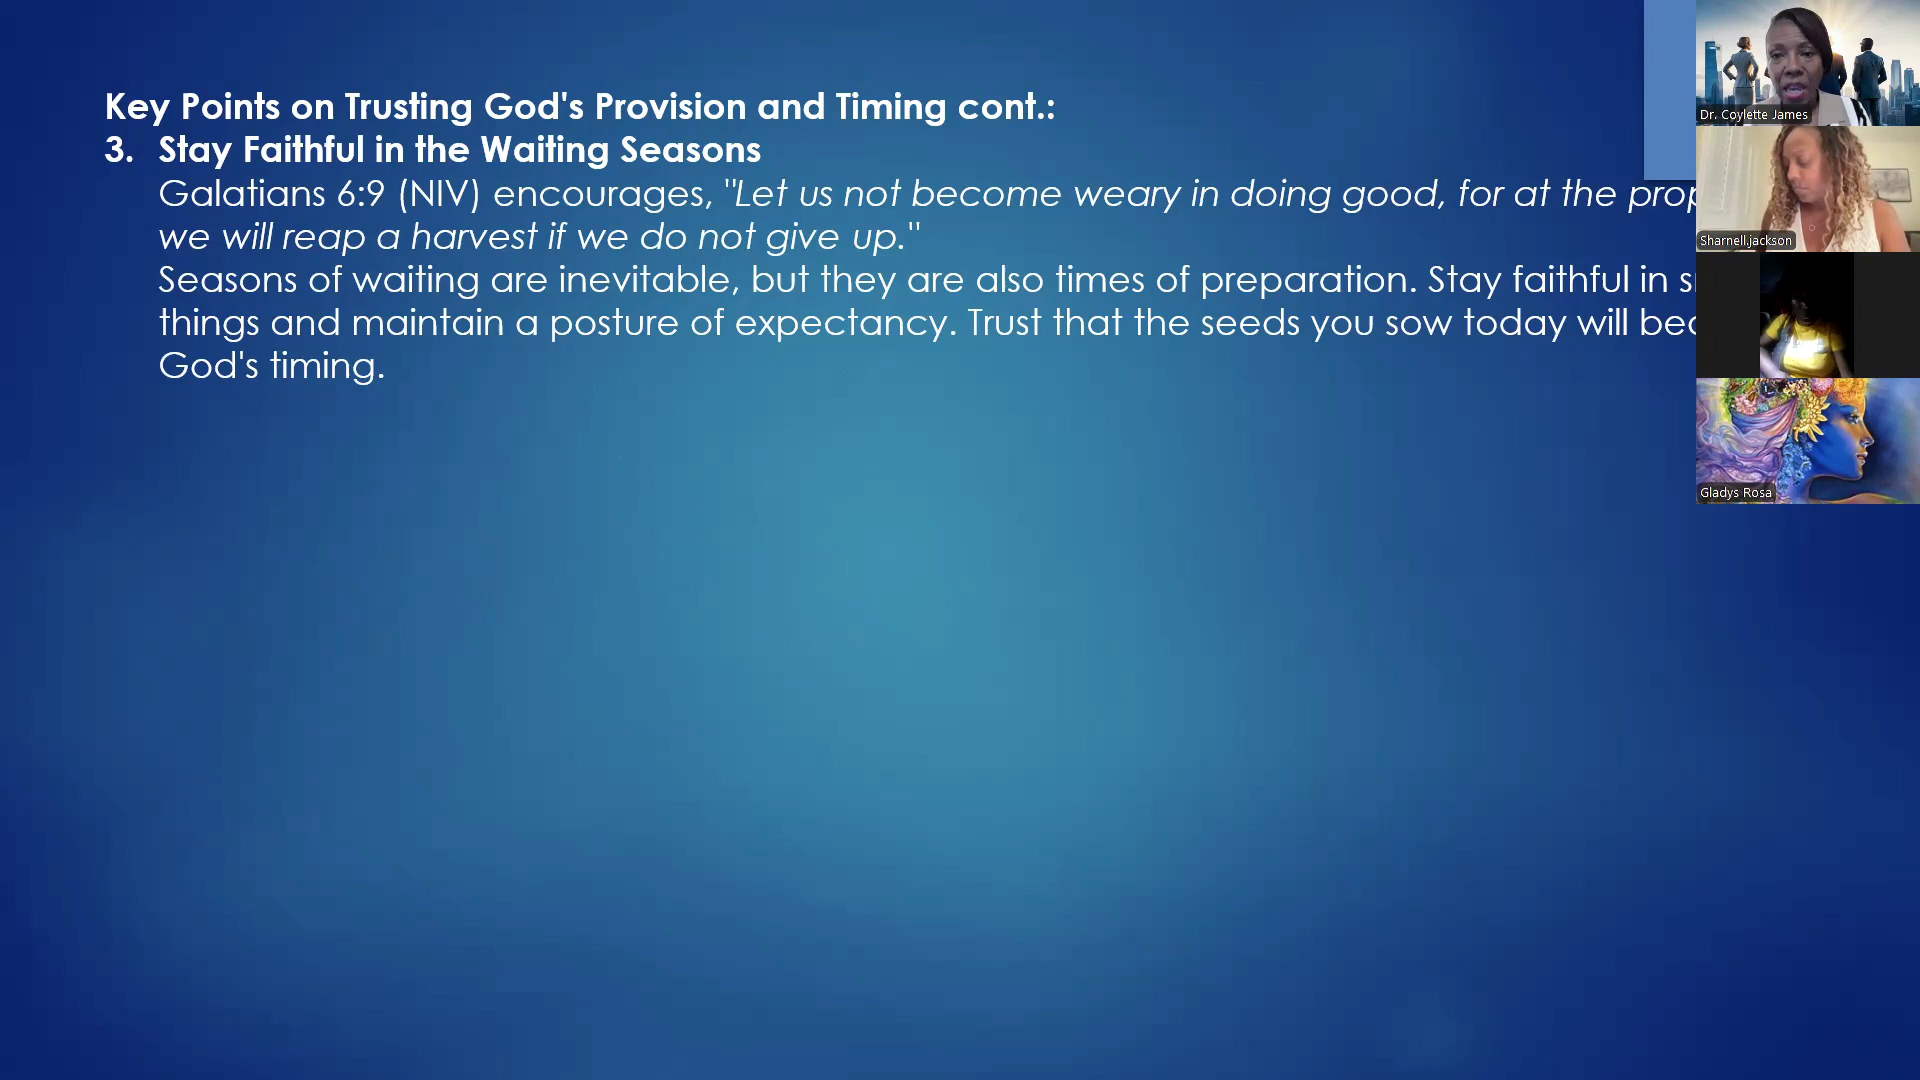 Key Points on Trusting God's Provision and Timing cont.:
3. Stay Faithful in the Waiting Seasons
Galatians 6:9 (NIV) encourages, "Let us not become weary in doing good, for at the
we will reap a harvest if we do not give up."
Seasons of waiting are inevitable, but they are also times of preparation. Stay faithful in
things and maintain a posture of expectancy. Trust that the seeds you sow today will
God's timing.
Dr. Coylette James
Sharnell.jackson
Gladys Rosa